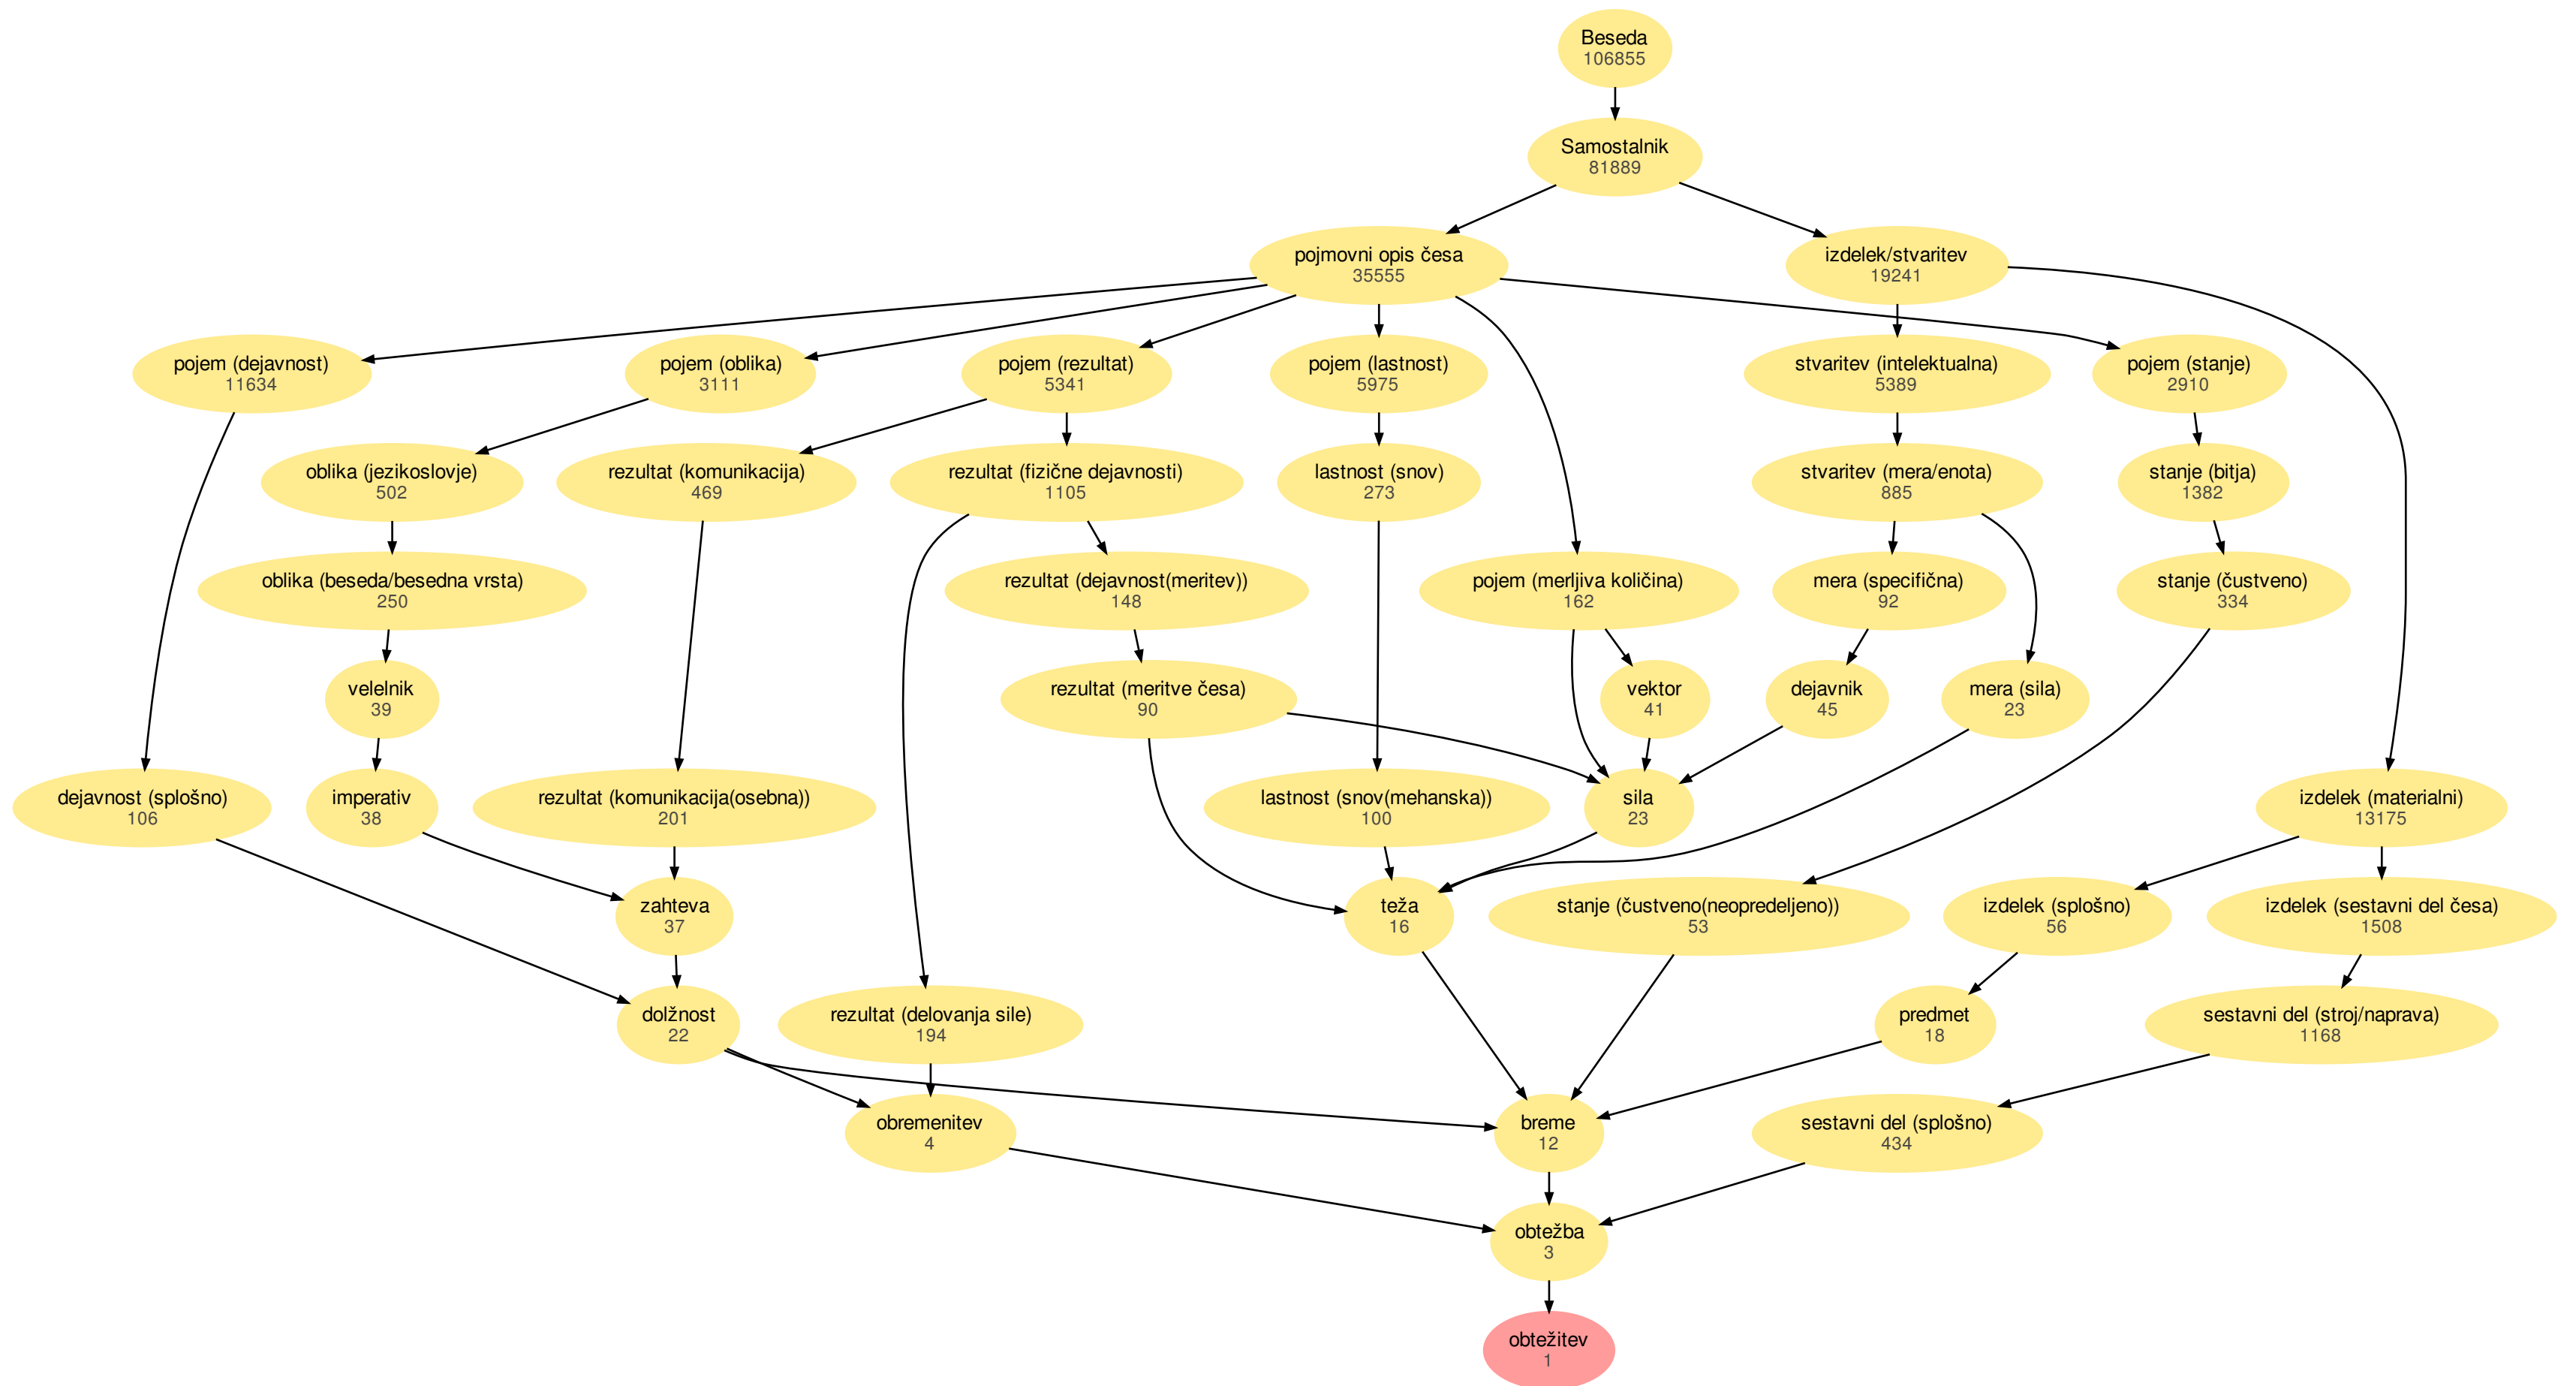 Beseda
106855
Samostalnik
81889
pojmovni opis česa
35555
izdelek/stvaritev
19241
pojem (dejavnost)
11634
pojem (oblika)
3111
pojem (rezultat)
5341
pojem (lastnost)
5975
stvaritev (intelektualna)
5389
pojem (stanje)
2910
oblika (jezikoslovje)
502
rezultat (komunikacija)
469
rezultat (fizične dejavnosti)
1105
lastnost (snov)
273
stvaritev (mera/enota)
885
stanje (bitja)
1382
oblika (beseda/besedna vrsta)
250
rezultat (dejavnost(meritev))
148
pojem (merljiva količina)
162
mera (specifična)
92
stanje (čustveno)
334
velelnik
39
rezultat (meritve česa)
90
vektor
41
dejavnik
45
mera (sila)
23
dejavnost (splošno)
106
imperativ
38
rezultat (komunikacija(osebna))
201
lastnost (snov(mehanska))
100
sila
23
izdelek (materialni)
13175
zahteva
37
teža
16
stanje (čustveno(neopredeljeno))
53
izdelek (splošno)
56
izdelek (sestavni del česa)
1508
dolžnost
22
rezultat (delovanja sile)
194
predmet
18
sestavni del (stroj/naprava)
1168
obremenitev
4
breme
12
sestavni del (splošno)
434
obtežba
3
obtežitev
1